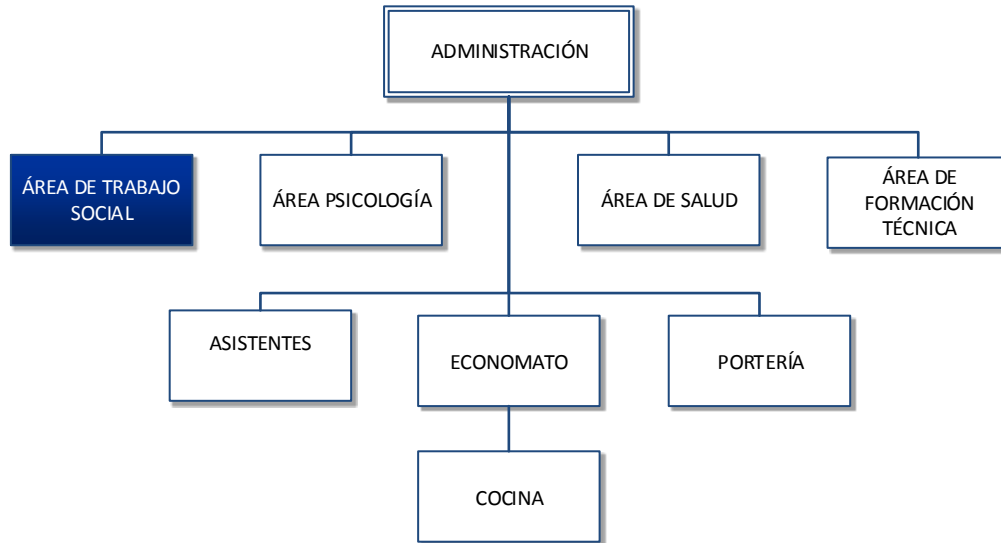 ADMINISTRACIÓN
ÁREA DE TRABAJO
SOCIAL
ÁREA PSICOLOGÍA
ÁREA DE SALUD
ÁREA DE
FORMACIÓN
TÉCNICA
ASISTENTES
ECONOMATO
PORTERÍA
COCINA